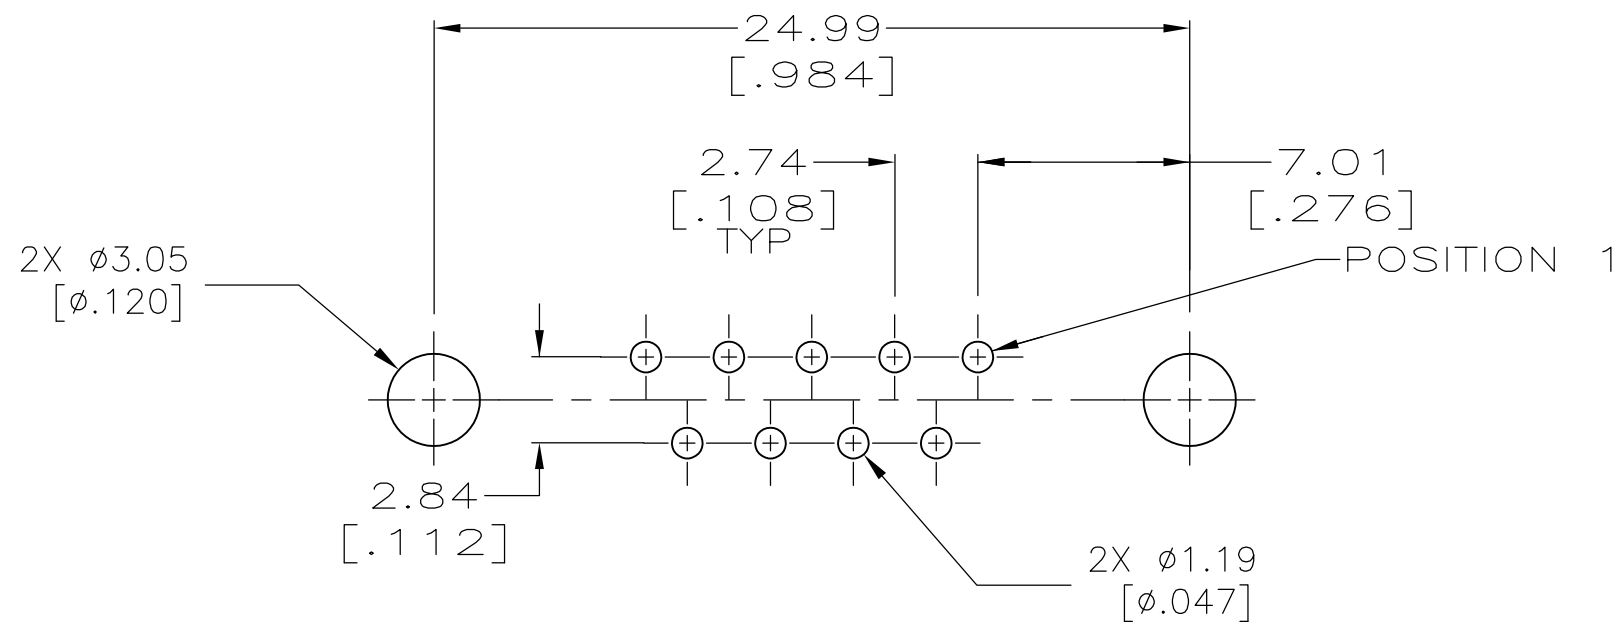 24.99
[.984]
2.74
[.108]
TYP
7.01
[.276]
2X ø3.05
[ø.120]
POSITION 1
2.84
[.112]
2X ø1.19
[ø.047]